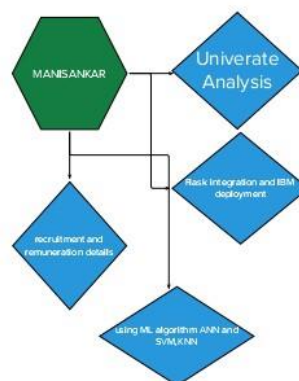 MANISANKAR
Univerate
Analysis
Flask Integration and IBM
deployment
recruitment and
remuneration details
using ML algorithm ANN and
SVM,KNN